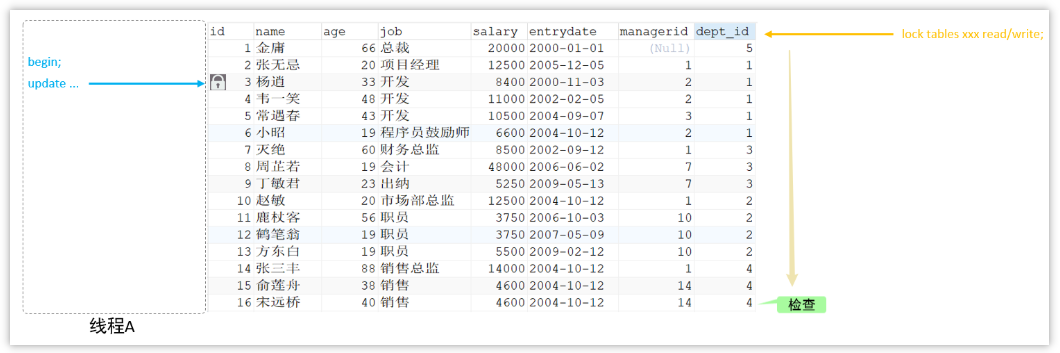 id name age job salary entrydate managerid dept_id
lock tables xxx read/write;
1 金庸 66 总裁 20000 2000-01-01 (Null) 5
begin;
2 张无忌 20 项目经理 12500 2005-12-05 1 1
update ...
3 杨逍 33 开发 8400 2000-11-03 2 1
4 韦一笑 48 开发 11000 2002-02-05 2 1
5 常遇春 43 开发 10500 2004-09-07 3 1
6 小昭 19 程序员鼓励师 6600 2004-10-12 2 1
7 灭绝 60 财务总监 8500 2002-09-12 1 3
8 周芷若 19 会计 48000 2006-06-02 7 3
9 丁敏君 23 出纳 5250 2009-05-13 7 3
10 赵敏 20 市场部总监 12500 2004-10-12 1 2
11 鹿杖客 56 职员 3750 2006-10-03 10 2
12 鹤笔翁 19 职员 3750 2007-05-09 10 2
13 方东白 19 职员 5500 2009-02-12 10 2
14 张三丰 88 销售总监 14000 2004-10-12 1 4
15 俞莲舟 38 销售 4600 2004-10-12 14 4
16 宋远桥 40 销售 4600 2004-10-12 14 4
检查
线程A